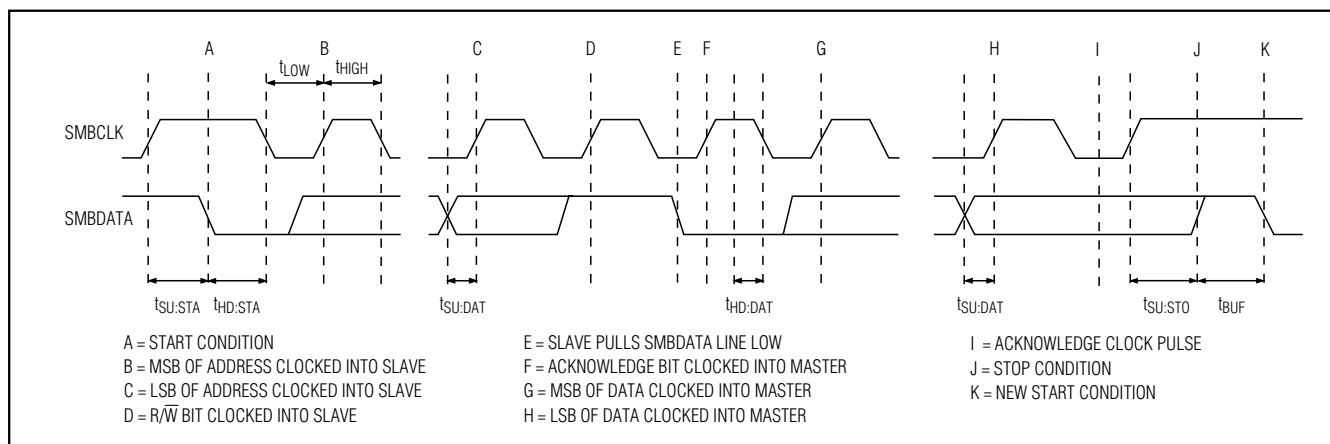 A B C D E F G H I J K
tLOW tHIGH
SMBCLK
SMBDATA
tSU:STA tHD:STA tSU:DAT tHD:DAT tSU:DAT tSU:STO tBUF
A = START CONDITION
B = MSB OF ADDRESS CLOCKED INTO SLAVE
C = LSB OF ADDRESS CLOCKED INTO SLAVE
D = R/W̅ BIT CLOCKED INTO SLAVE
E = SLAVE PULLS SMBDATA LINE LOW
F = ACKNOWLEDGE BIT CLOCKED INTO MASTER
G = MSB OF DATA CLOCKED INTO MASTER
H = LSB OF DATA CLOCKED INTO MASTER
I = ACKNOWLEDGE CLOCK PULSE
J = STOP CONDITION
K = NEW START CONDITION